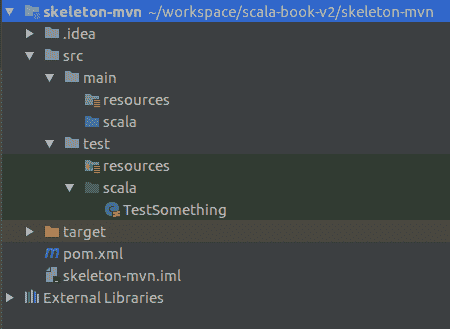 skeleton-mvn ~/workspace/scala-book-v2/skeleton-mvn
.idea
src
main
resources
scala
test
resources
scala
TestSomething
target
pom.xml
skeleton-mvn.iml
External Libraries